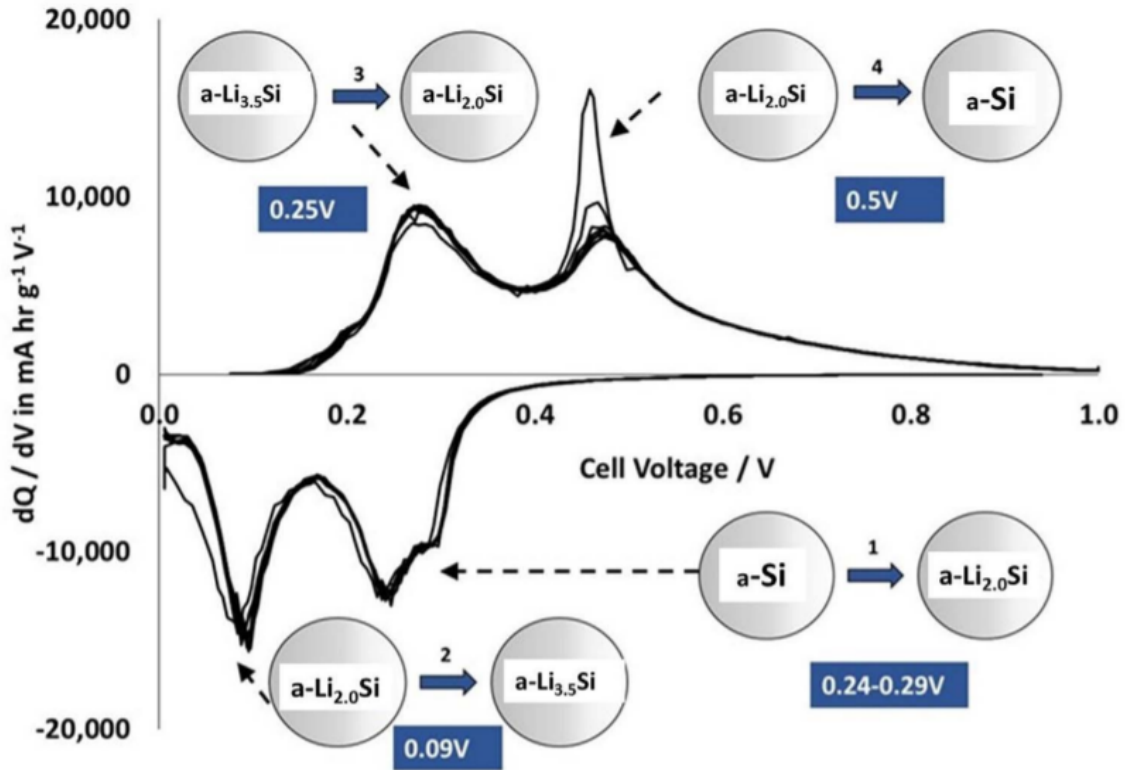 20,000
a-Li₃.₅Si
3
a-Li₂.₀Si
a-Li₂.₀Si
4
a-Si
0.25V
0.5V
10,000
dQ / dV in mA hr g⁻¹ V⁻¹
0
0.0 0.2 0.4 0.6 0.8 1.0
Cell Voltage / V
-10,000
a-Si
1
a-Li₂.₀Si
0.24-0.29V
a-Li₂.₀Si
2
a-Li₃.₅Si
0.09V
-20,000